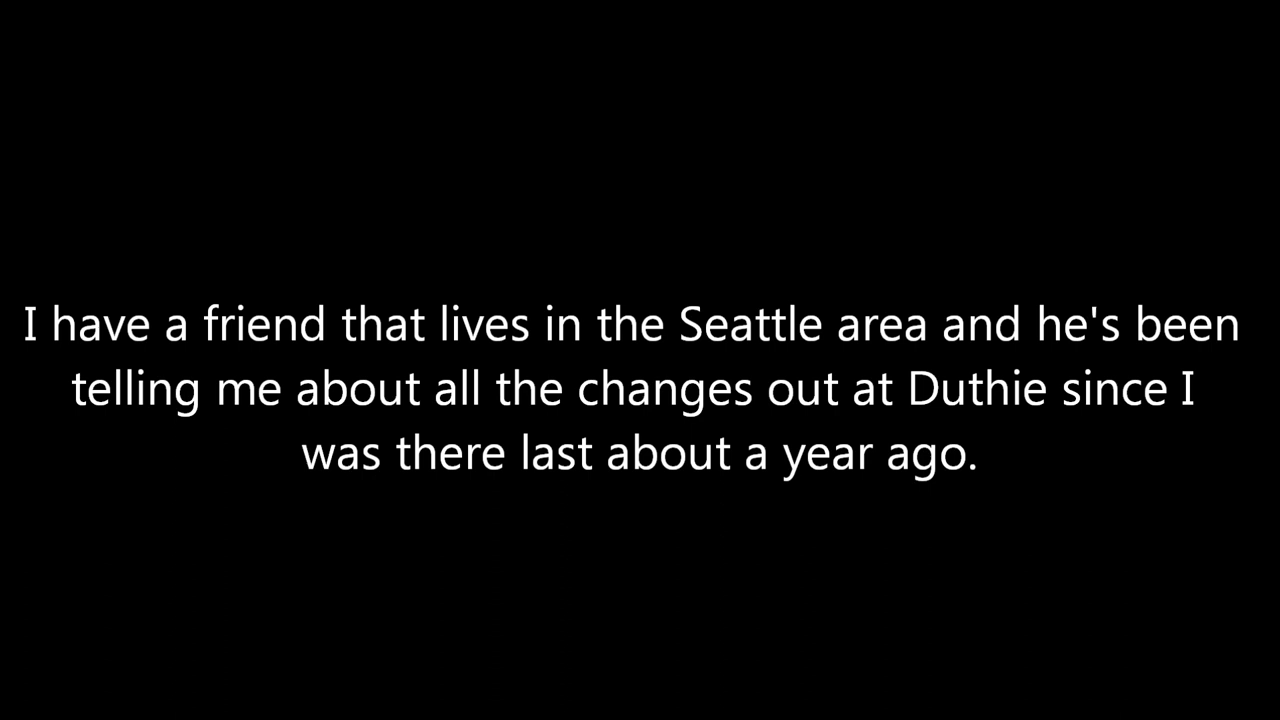 I have a friend that lives in the Seattle area and he's been
telling me about all the changes out at Duthie since I
was there last about a year ago.